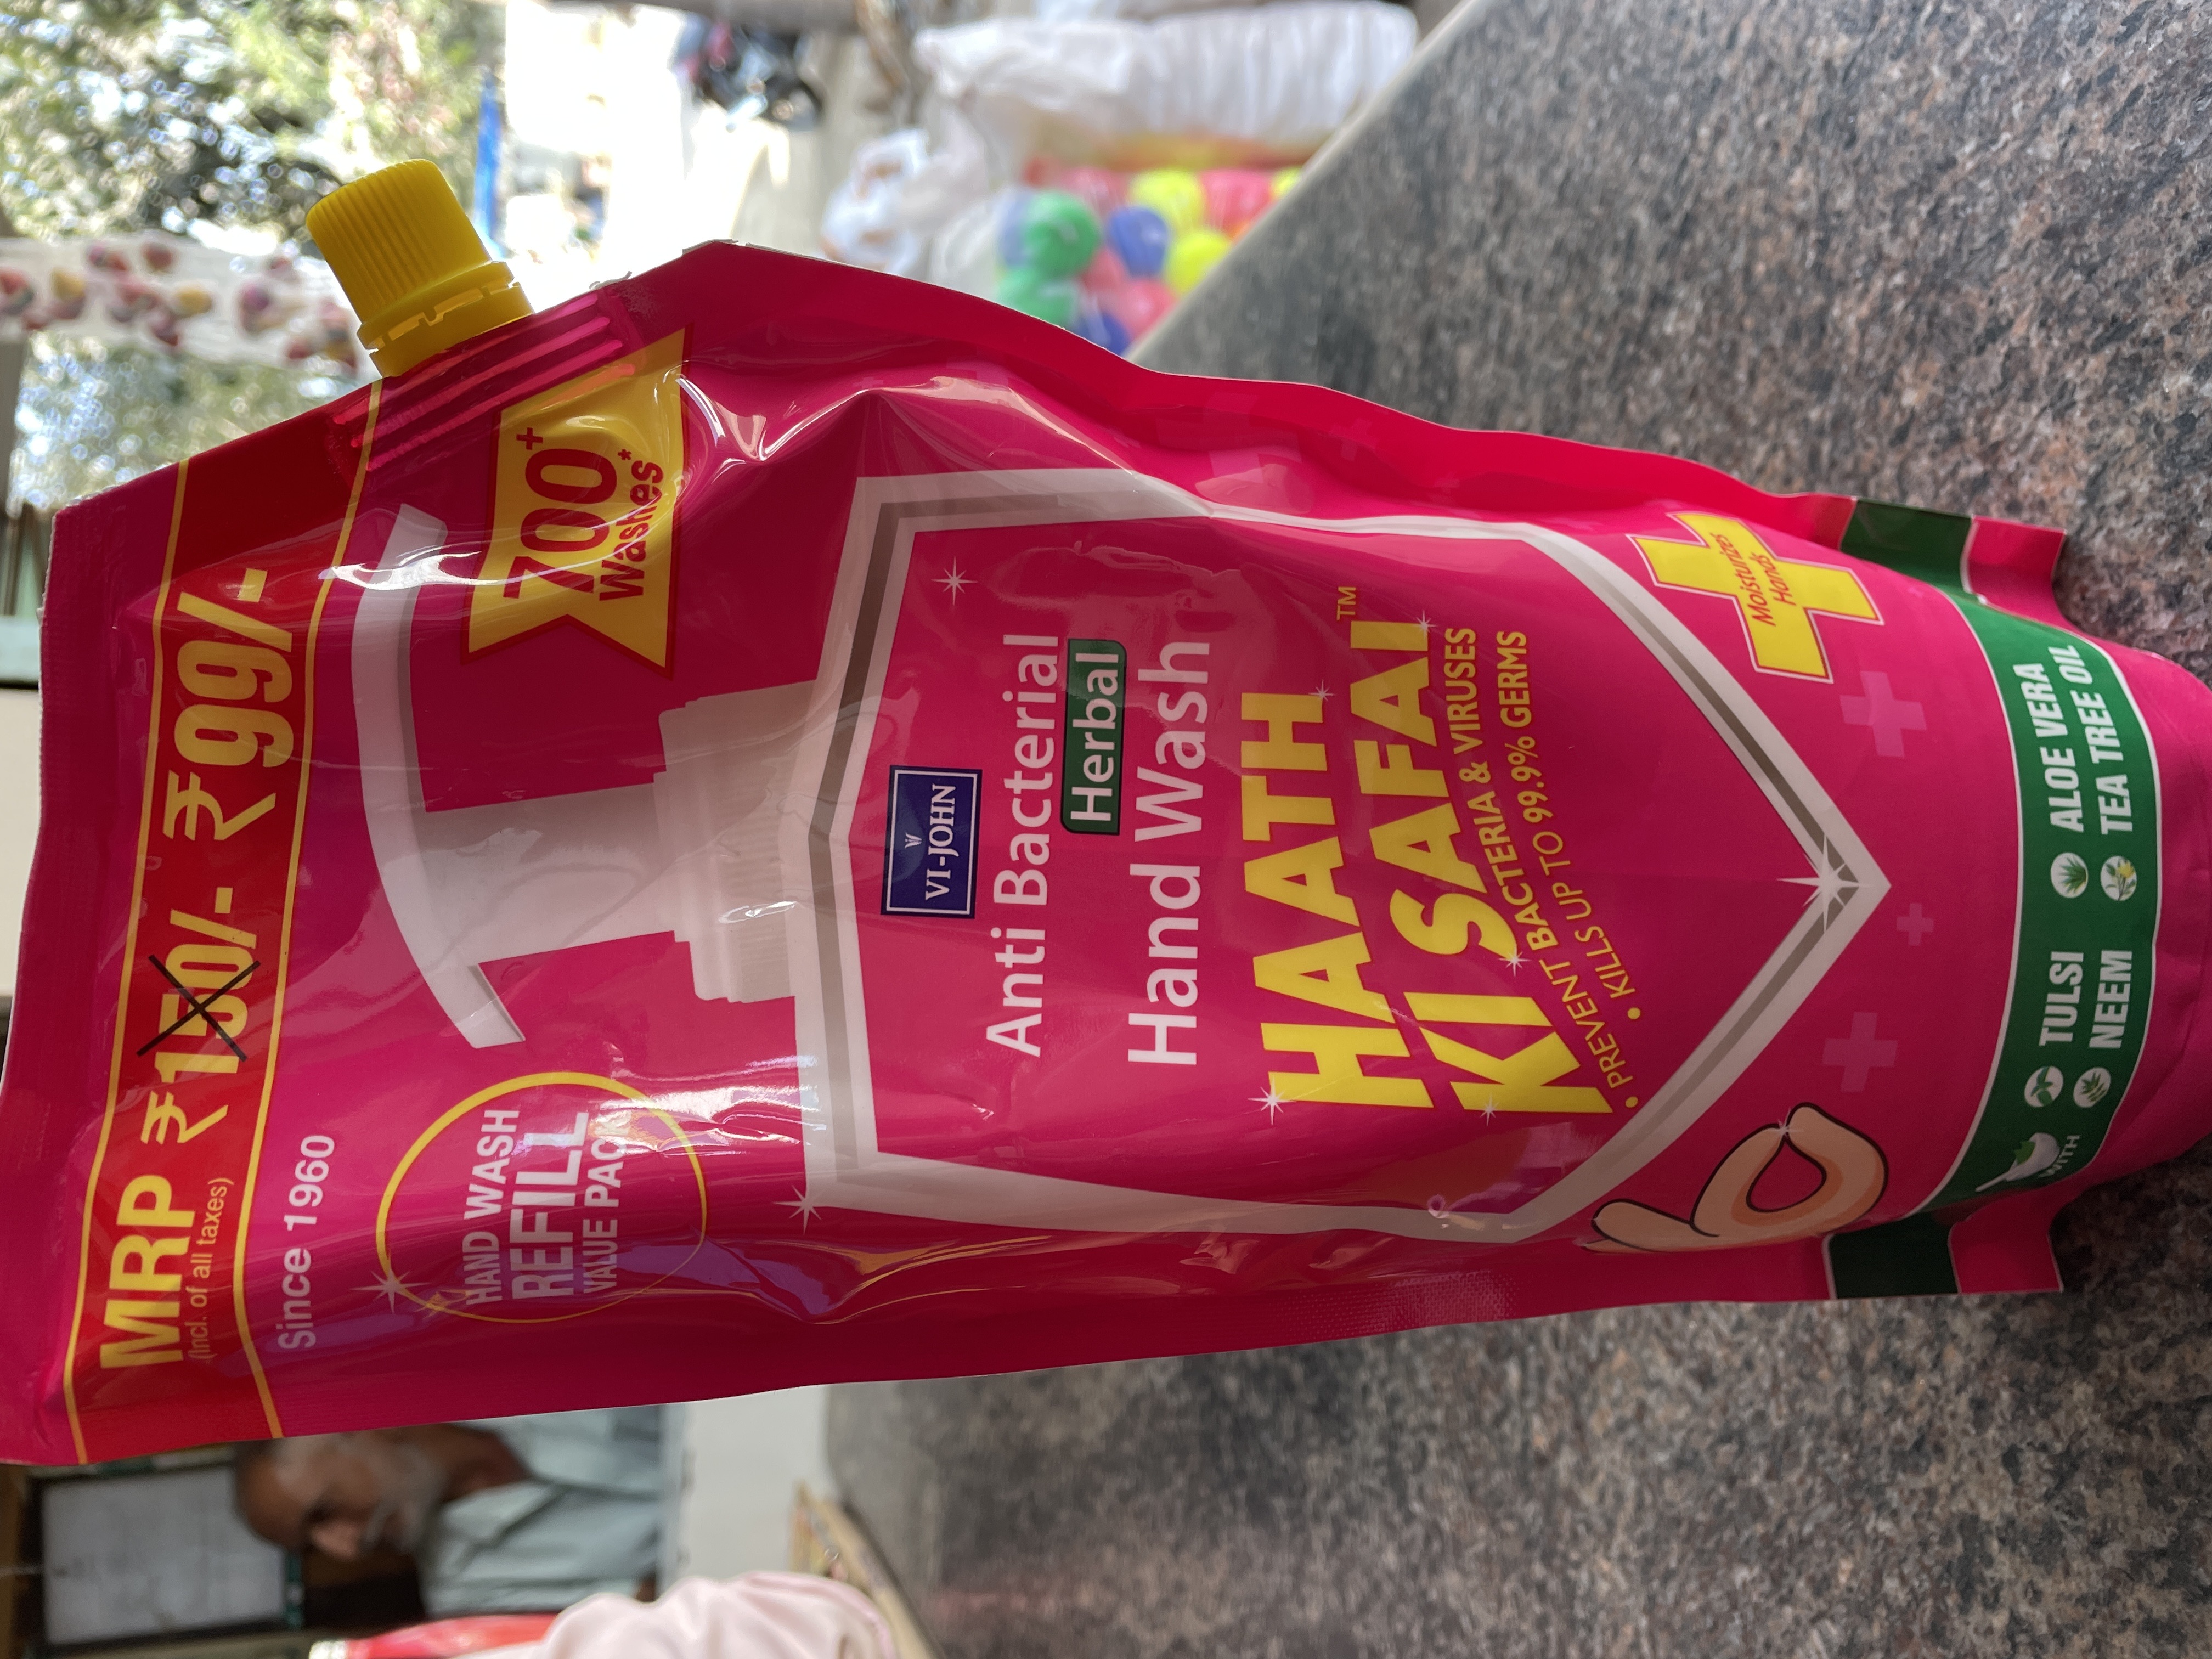 MRP ₹150/- ₹99/-
(Incl. of all taxes)
Since 1960
700+
Washes*
HAND WASH
REFILL
VALUE PACK
VI-JOHN
Anti Bacterial
Herbal
Hand Wash
HAATH
KI SAFAI™
• PREVENT BACTERIA & VIRUSES
• KILLS UP TO 99.9% GERMS
Moisturizes
Hands
WITH
TULSI ALOE VERA
NEEM TEA TREE OIL